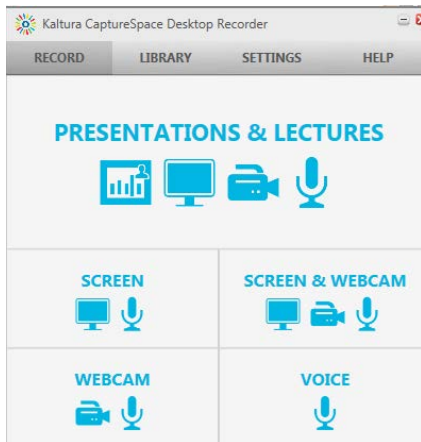 Kaltura CaptureSpace Desktop Recorder
RECORD LIBRARY SETTINGS HELP
PRESENTATIONS & LECTURES
SCREEN SCREEN & WEBCAM
WEBCAM VOICE